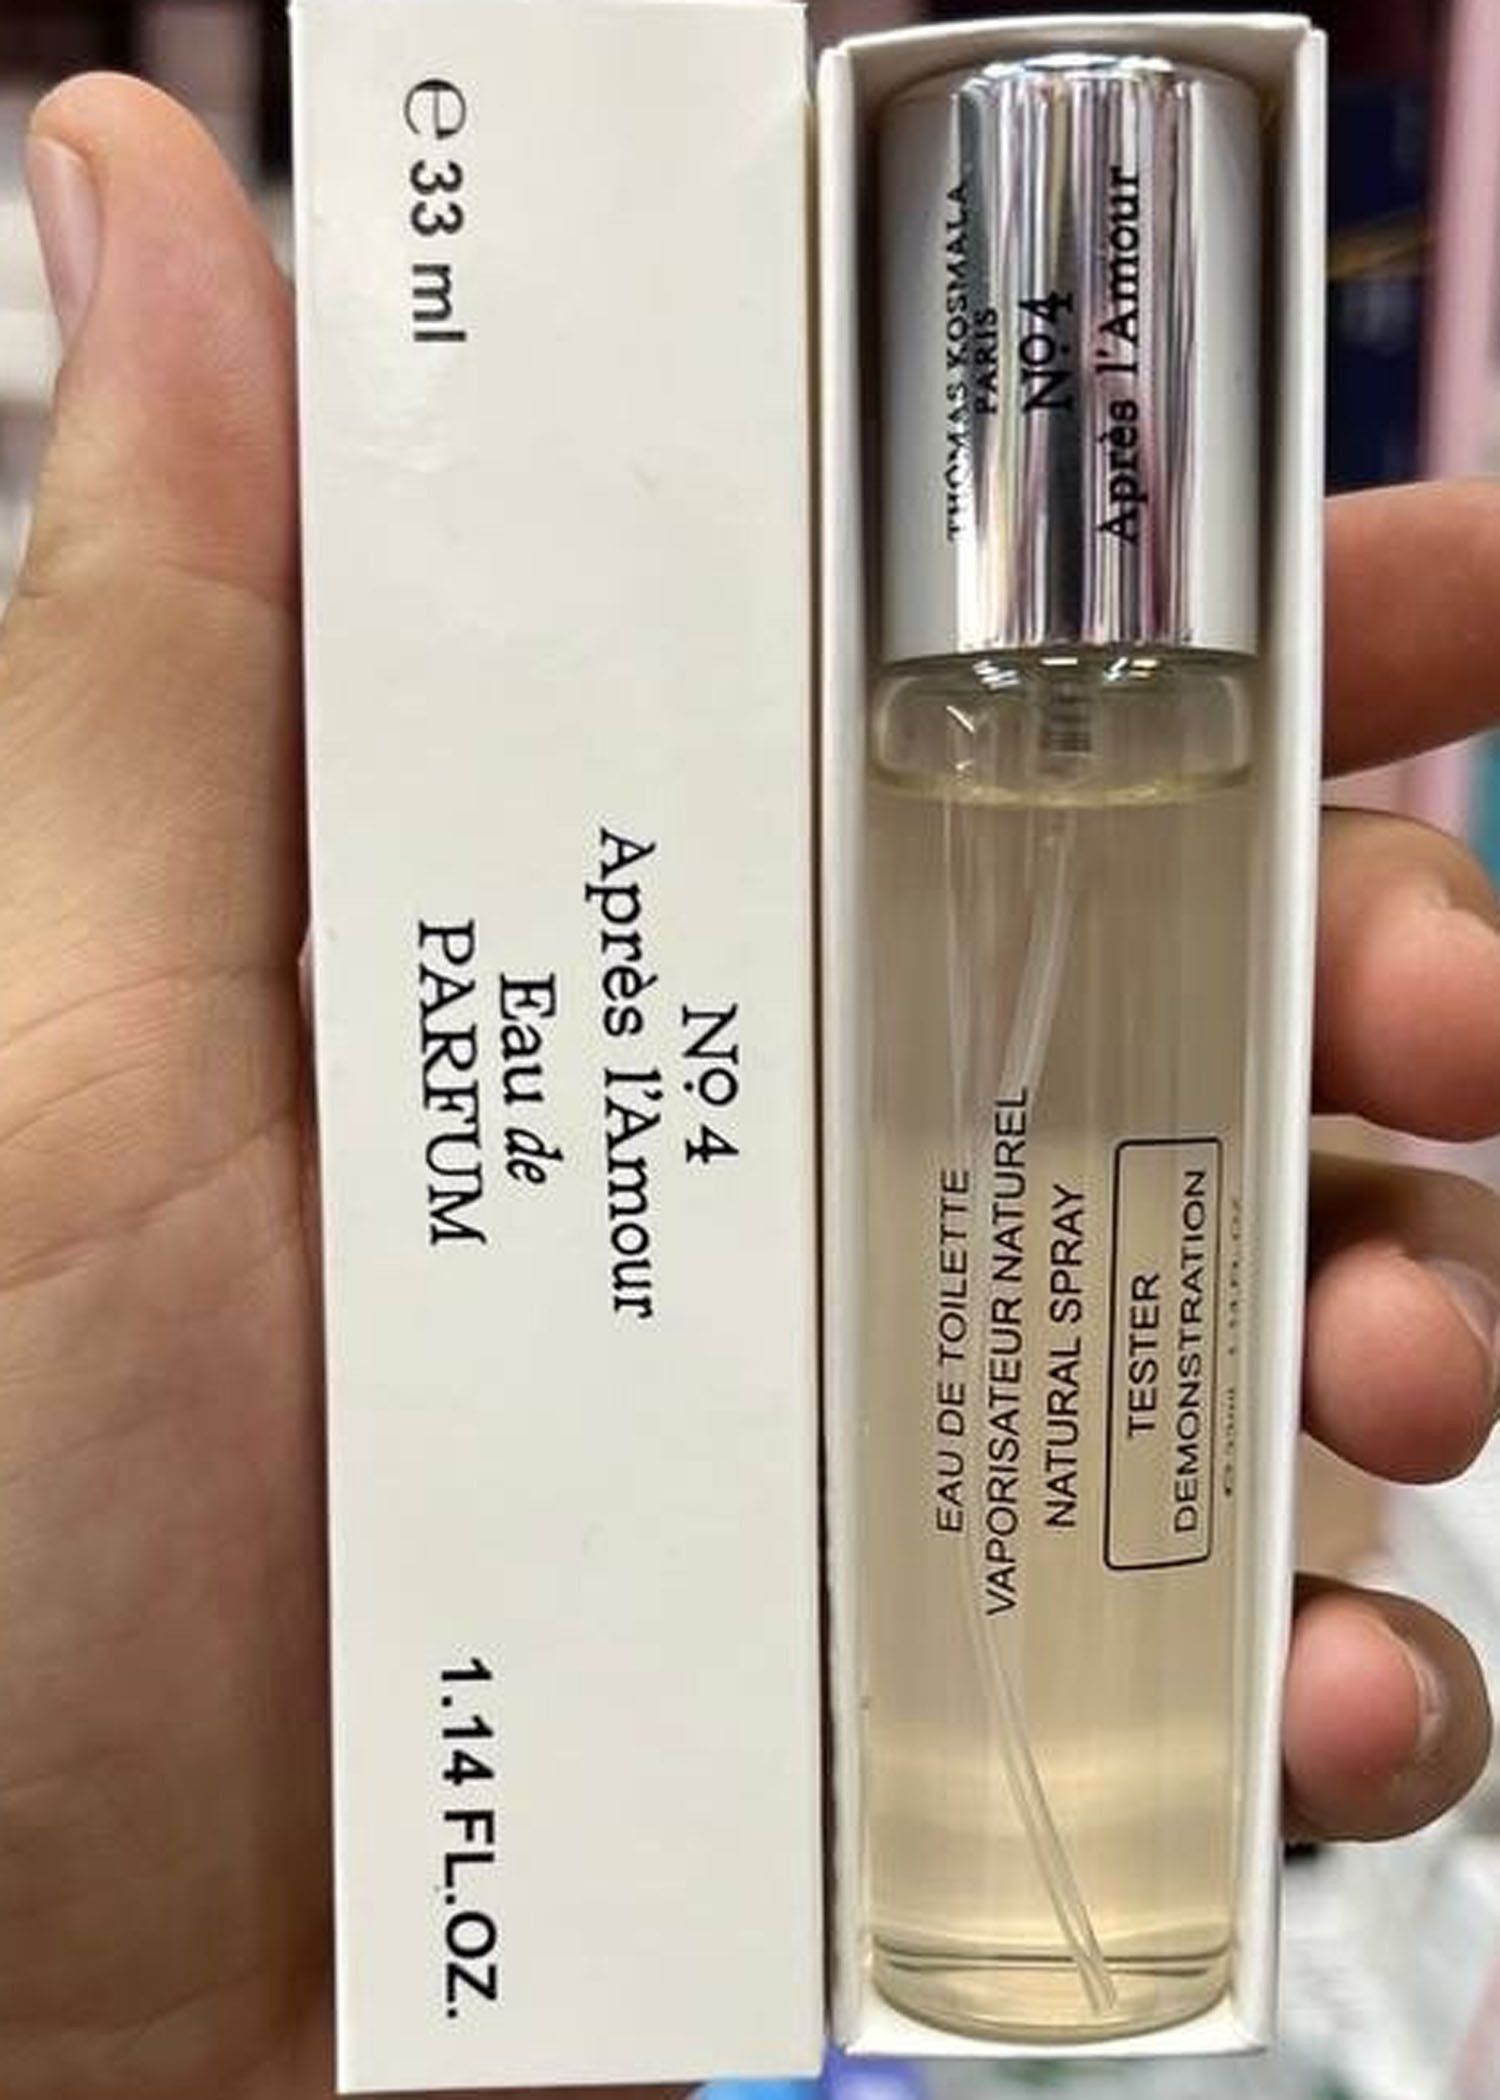 № 4
Après l'Amour
Eau de
PARFUM
e 33 ml
1.14 FL.OZ.
THOMAS KOSMALA
PARIS
№4
Après l'Amour
EAU DE TOILETTE
VAPORISATEUR NATUREL
NATURAL SPRAY
TESTER
DEMONSTRATION